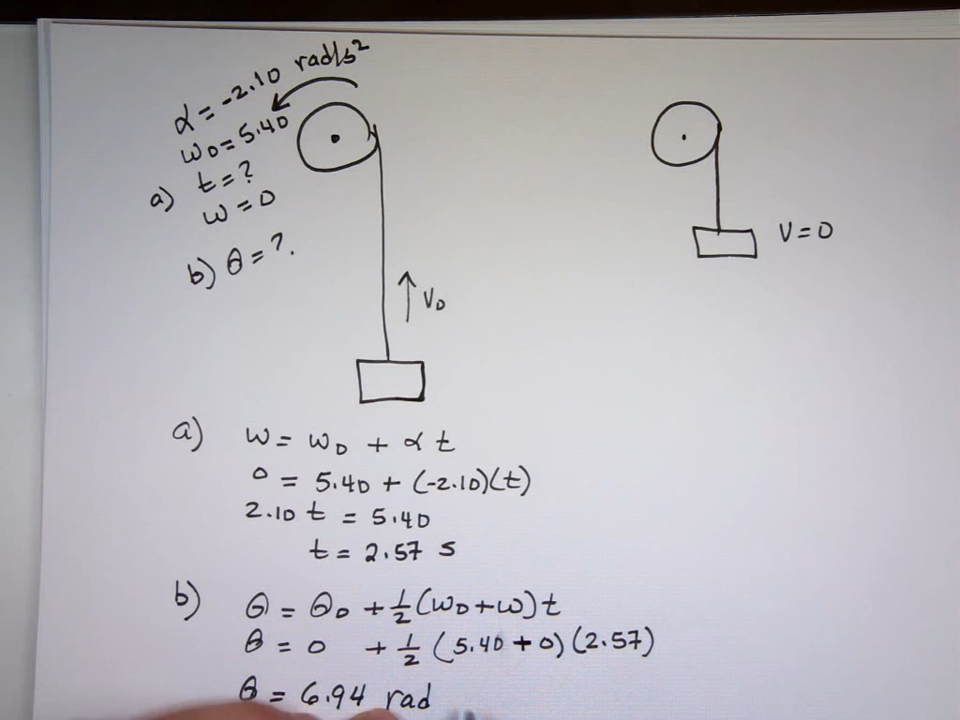 α = -2.10 rad/s²
ω0 = 5.40
a) t = ?
ω = 0
b) θ = ?.
V0
V = 0
a) ω = ω0 + α t
0 = 5.40 + (-2.10)(t)
2.10 t = 5.40
t = 2.57 s
b) θ = θ0 + ½(ω0+ω)t
θ = 0 + ½ (5.40 + 0)(2.57)
θ = 6.94 rad